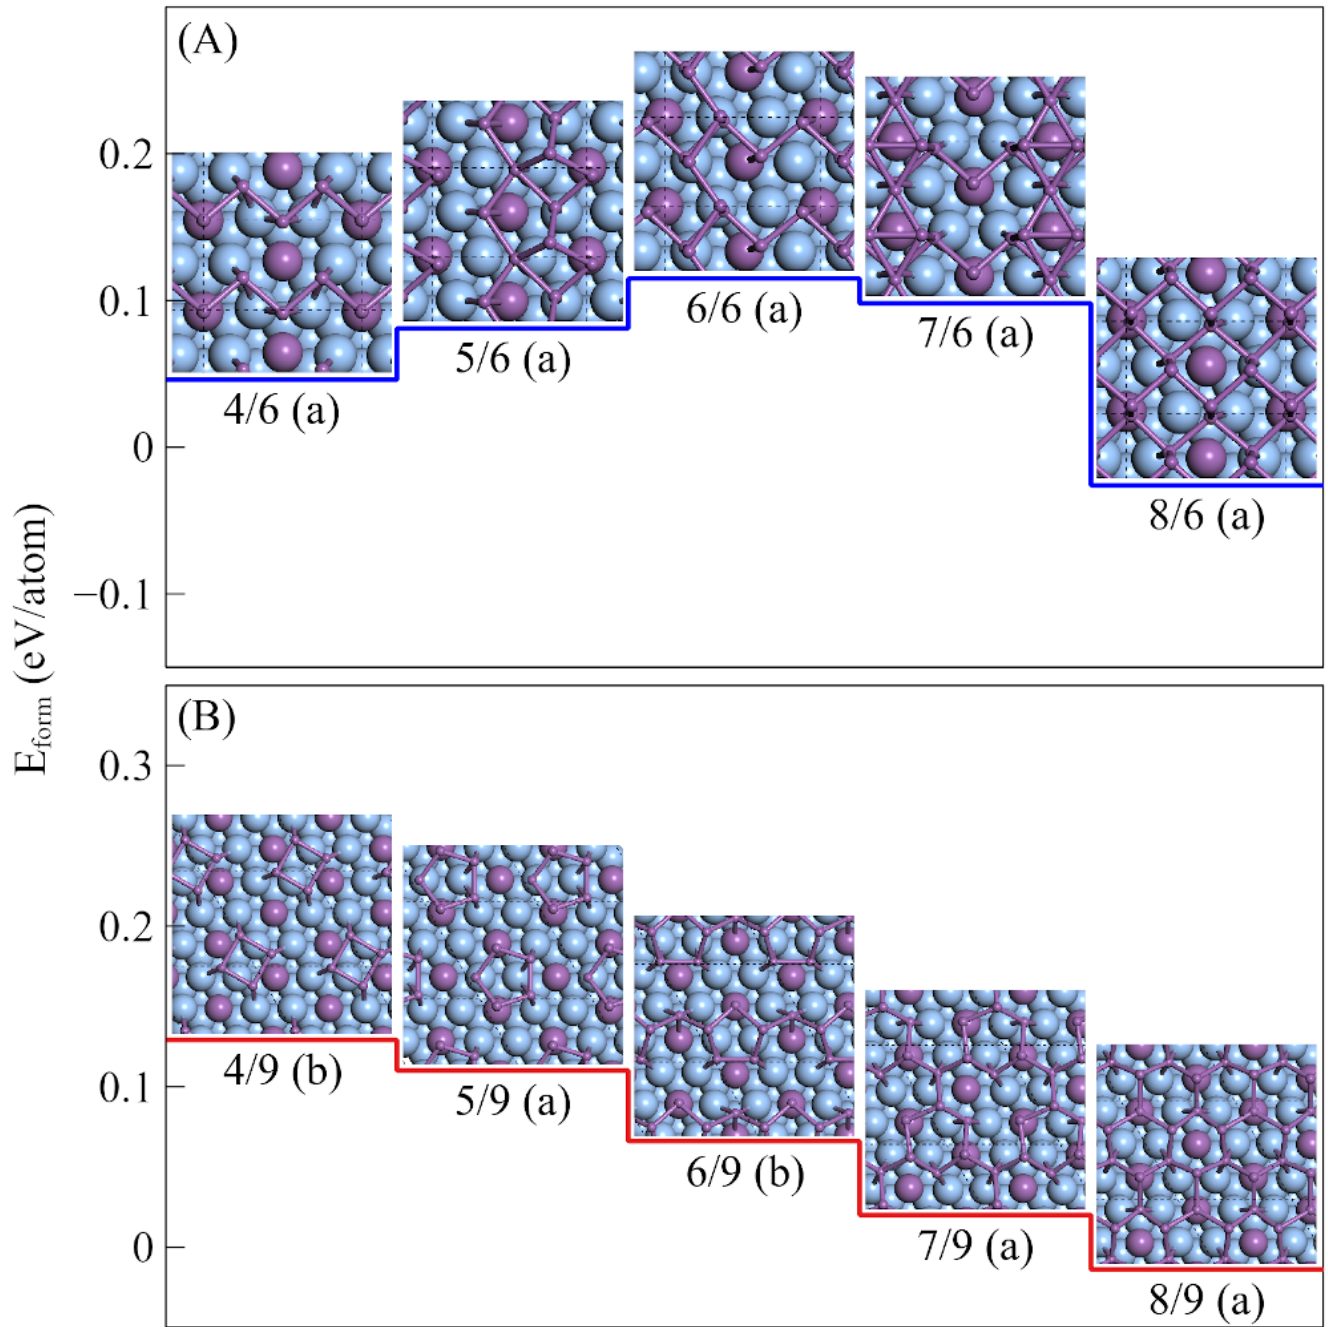 (A)
0.2
0.1
0
−0.1
4/6 (a)
5/6 (a)
6/6 (a)
7/6 (a)
8/6 (a)
E_form (eV/atom)
(B)
0.3
0.2
0.1
0
4/9 (b)
5/9 (a)
6/9 (b)
7/9 (a)
8/9 (a)